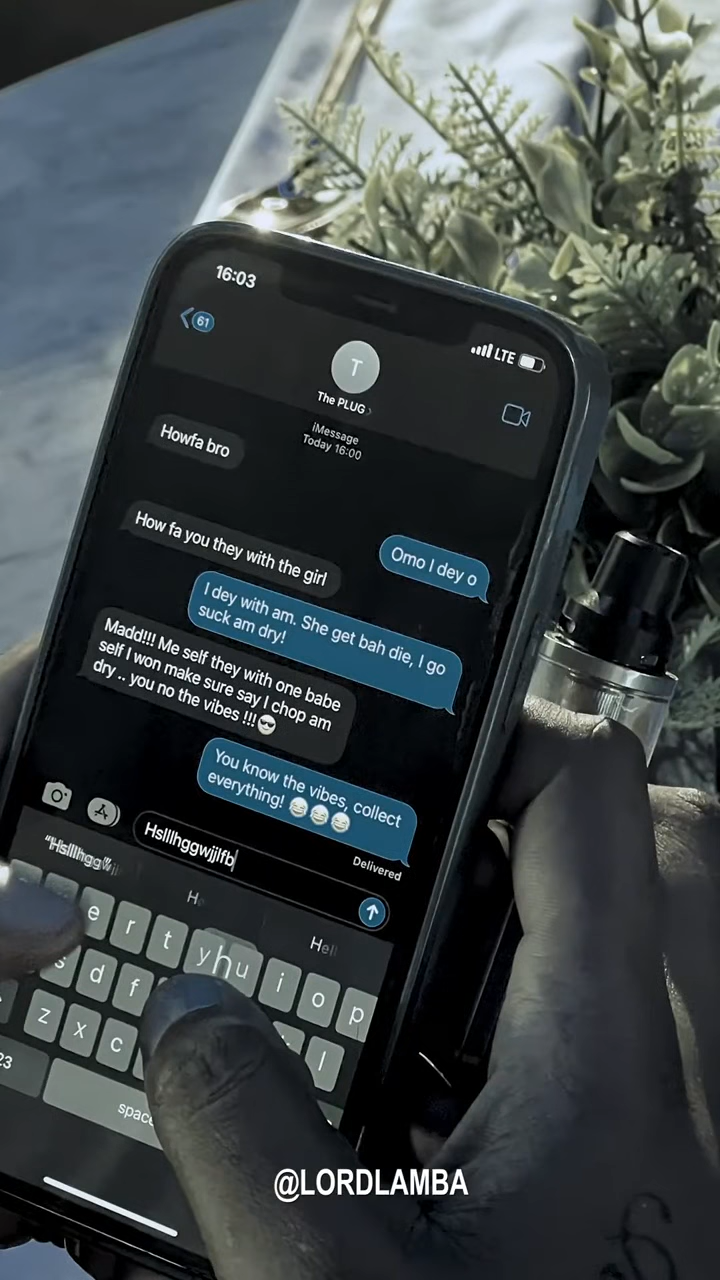 16:03
61
LTE
T
The PLUG
iMessage
Today 16:00
Howfa bro
Omo I dey o
How fa you they with the girl
I dey with am. She get bah die, I go
suck am dry!
Madd!!! Me self they with one babe
self I won make sure say I chop am
dry .. you no the vibes !!!😎
You know the vibes, collect
everything! 😂😂😂
Delivered
Hslllhggwjjlfb
e r t y h u i o p
s d f l
z x c
space
@LORDLAMBA